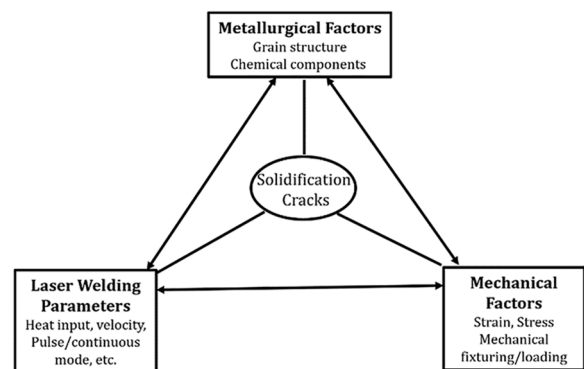 Metallurgical Factors
Grain structure
Chemical components
Solidification
Cracks
Laser Welding
Parameters
Heat input, velocity,
Pulse/continuous
mode, etc.
Mechanical
Factors
Strain, Stress
Mechanical
fixturing/loading